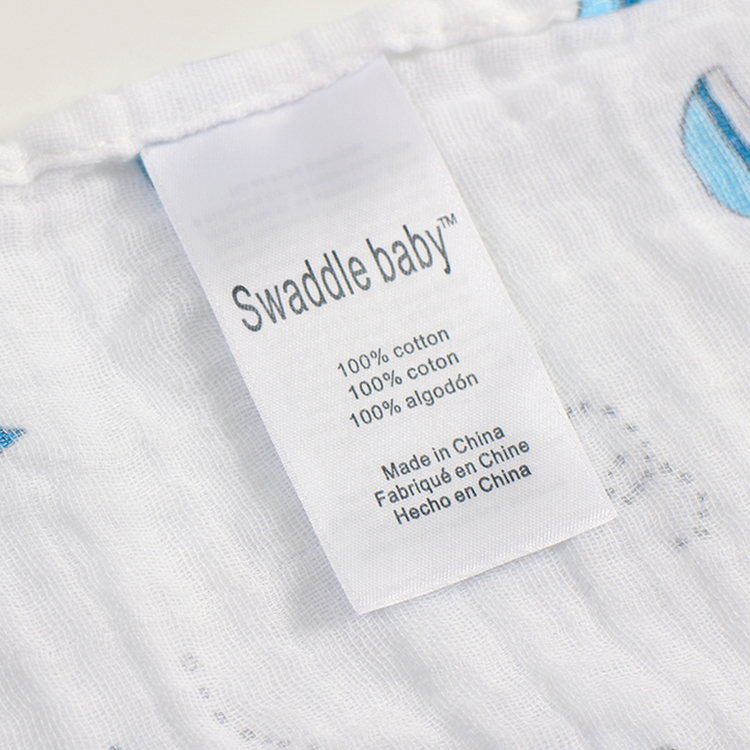 Swaddle baby™
100% cotton
100% coton
100% algodón
Made in China
Fabriqué en Chine
Hecho en China